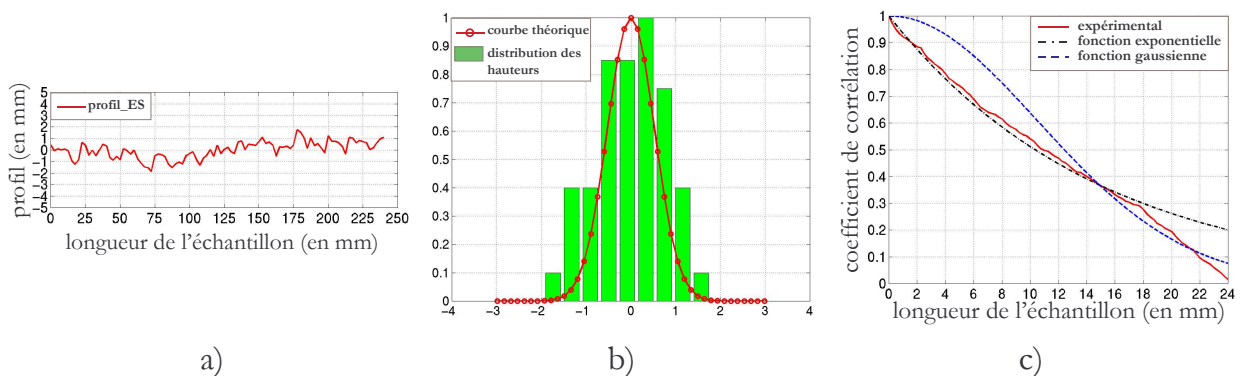 profil (en mm)
5
4
3
2
1
0
−1
−2
−3
−4
−5
profil_ES
0 25 50 75 100 125 150 175 200 225 250
longueur de l'échantillon (en mm)
a)
1
0.9
0.8
0.7
0.6
0.5
0.4
0.3
0.2
0.1
0
courbe théorique
distribution des
hauteurs
−4 −3 −2 −1 0 1 2 3 4
b)
coefficient de corrélation
1
0.9
0.8
0.7
0.6
0.5
0.4
0.3
0.2
0.1
0
expérimental
fonction exponentielle
fonction gaussienne
0 2 4 6 8 10 12 14 16 18 20 22 24
longueur de l'échantillon (en mm)
c)